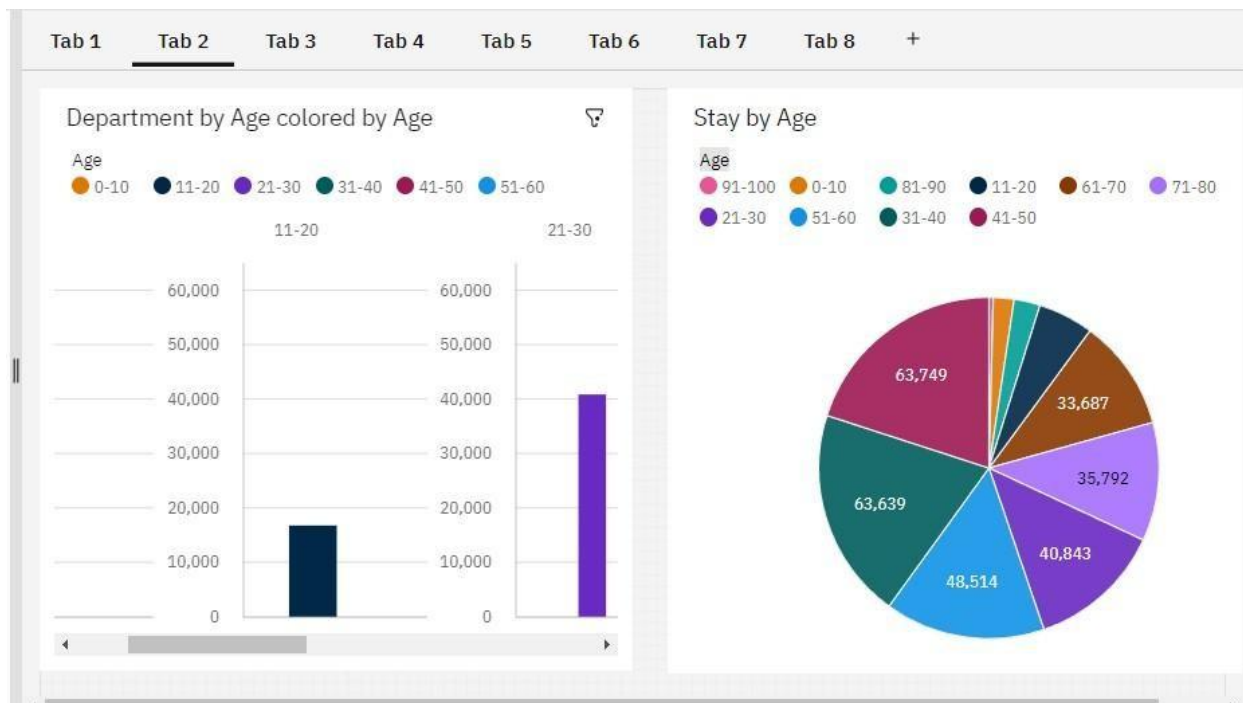 Tab 1 Tab 2 Tab 3 Tab 4 Tab 5 Tab 6 Tab 7 Tab 8 +
Department by Age colored by Age
Age
0-10 11-20 21-30 31-40 41-50 51-60
11-20 21-30
60,000 60,000
50,000 50,000
40,000 40,000
30,000 30,000
20,000 20,000
10,000 10,000
0 0
Stay by Age
Age
91-100 0-10 81-90 11-20 61-70 71-80
21-30 51-60 31-40 41-50
63,749
33,687
35,792
63,639
40,843
48,514